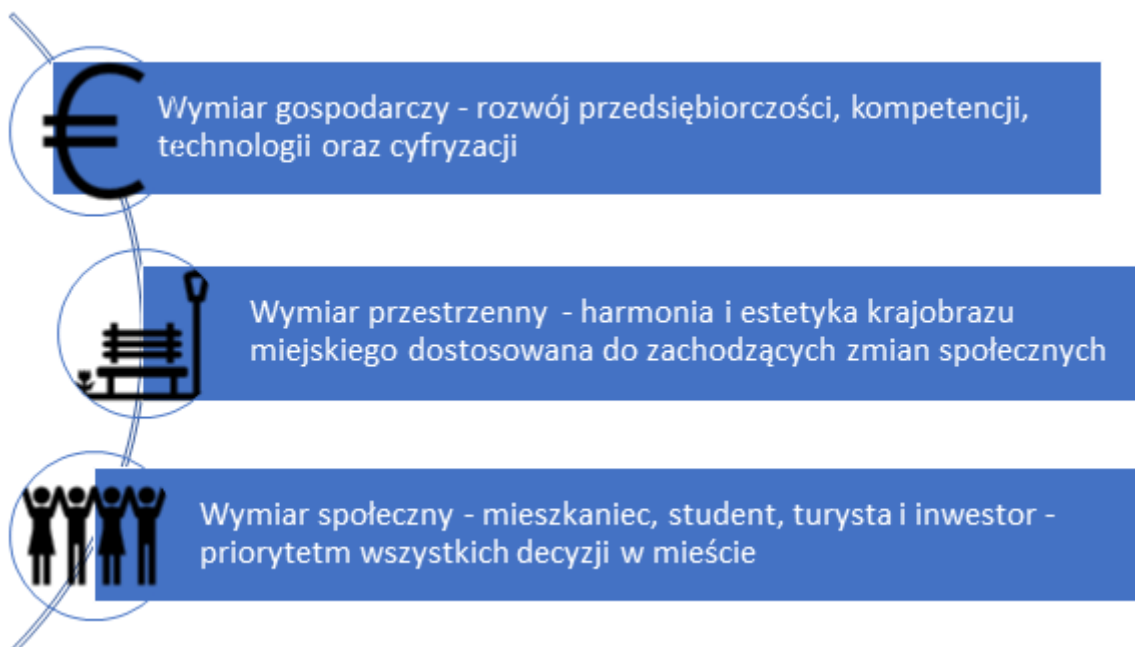 Wymiar gospodarczy - rozwój przedsiębiorczości, kompetencji,
technologii oraz cyfryzacji
Wymiar przestrzenny - harmonia i estetyka krajobrazu
miejskiego dostosowana do zachodzących zmian społecznych
Wymiar społeczny - mieszkaniec, student, turysta i inwestor -
priorytetm wszystkich decyzji w mieście